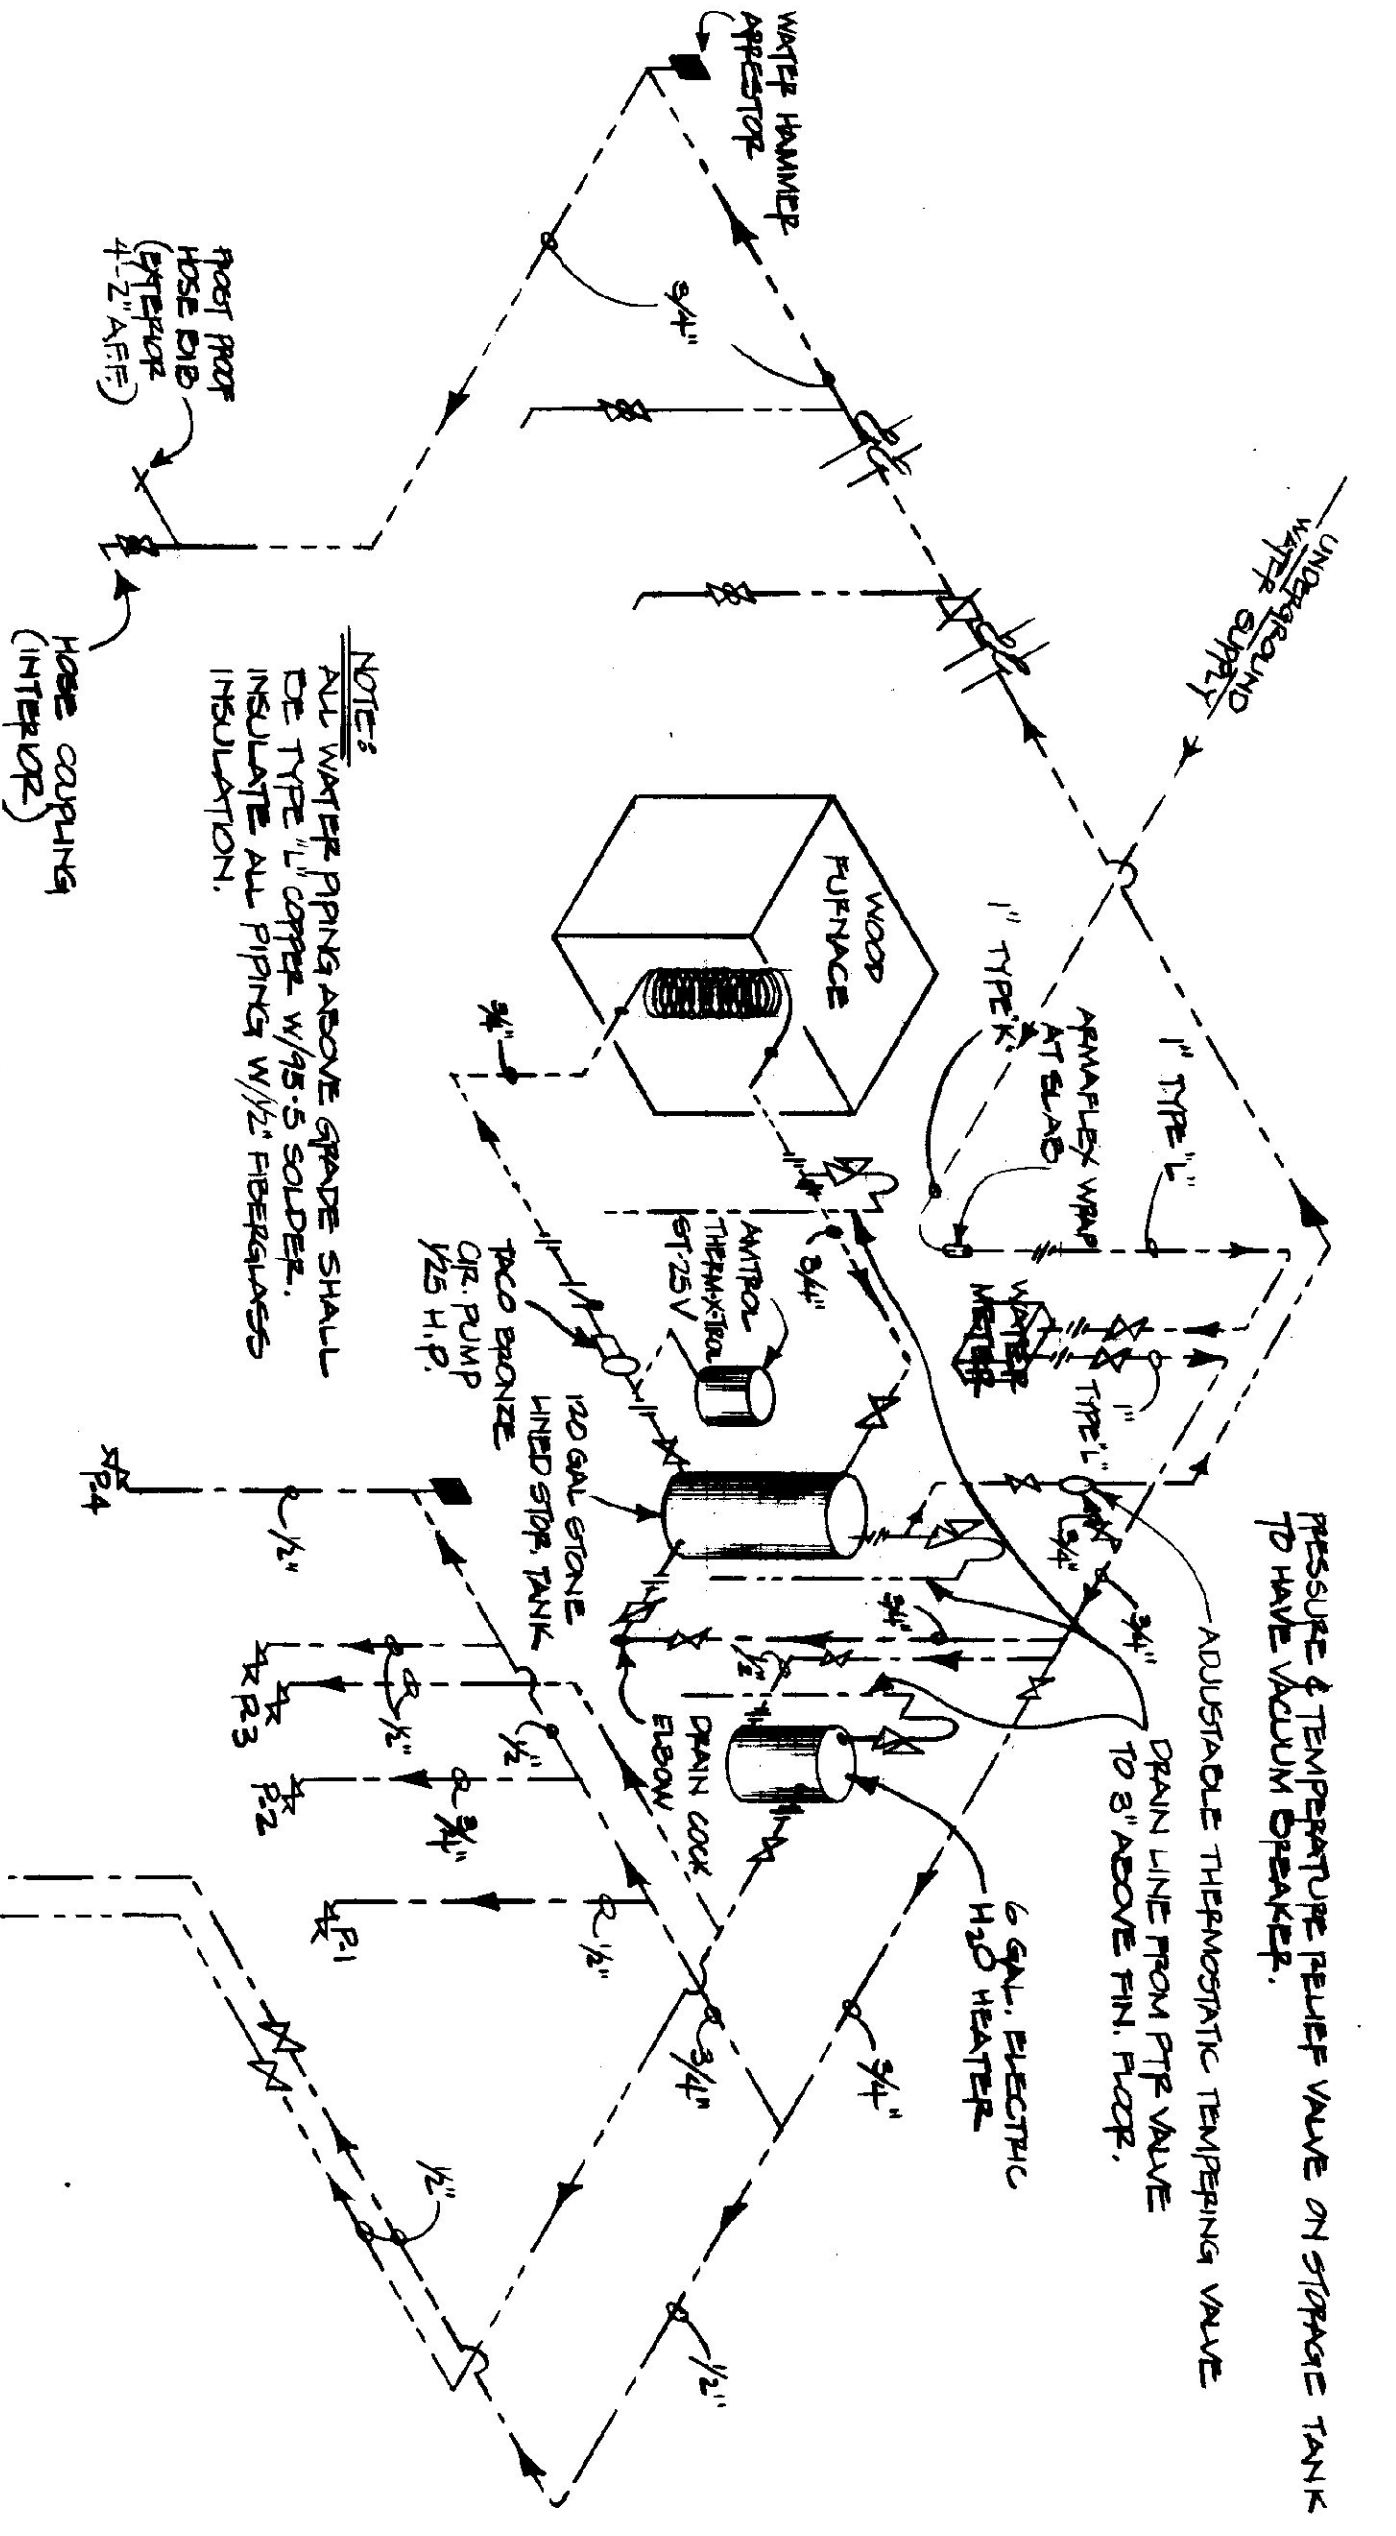 PRESSURE & TEMPERATURE RELIEF VALVE ON STORAGE TANK
TO HAVE VACUUM BREAKER.
ADJUSTABLE THERMOSTATIC TEMPERING VALVE
DRAIN LINE FROM PTR VALVE
TO 3" ABOVE FIN. FLOOR.
6 GAL. ELECTRIC
H2O HEATER
UNDERGROUND
WATER SUPPLY
1" TYPE "L"
ARMAFLEX WRAP
AT SLAB
1" TYPE "K"
WATER
METER
1"
TYPE "L"
3/4"
3/4"
3/4"
1/2"
3/4"
3/4"
1/2"
WATER HAMMER
ARRESTOR
3/4"
WOOD
FURNACE
3/4"
3/4"
AMTROL
THERM-X-TROL
ST-25V
TACO BRONZE
CIR. PUMP
1/25 H.P.
120 GAL STONE
LINED STOR. TANK
DRAIN COCK
ELBOW
FROST PROOF
HOSE BIB
(EXTERIOR
4'-2" A.F.F.)
HOSE COUPLING
(INTERIOR)
NOTE:
ALL WATER PIPING ABOVE GRADE SHALL
BE TYPE "L" COPPER W/95-5 SOLDER.
INSULATE ALL PIPING W/1/2" FIBERGLASS
INSULATION.
1/2"
P-4
1/2"
1/2"
P-3
3/4"
P-2
1/2"
P-1
1/2"